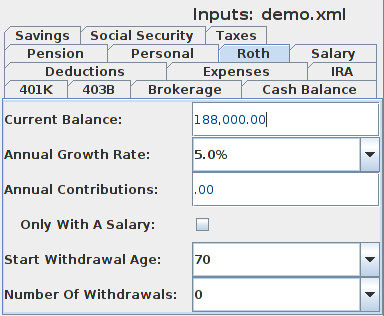 Inputs: demo.xml
Savings Social Security Taxes
Pension Personal Roth Salary
Deductions Expenses IRA
401K 403B Brokerage Cash Balance
Current Balance: 188,000.00
Annual Growth Rate: 5.0%
Annual Contributions: .00
Only With A Salary:
Start Withdrawal Age: 70
Number Of Withdrawals: 0